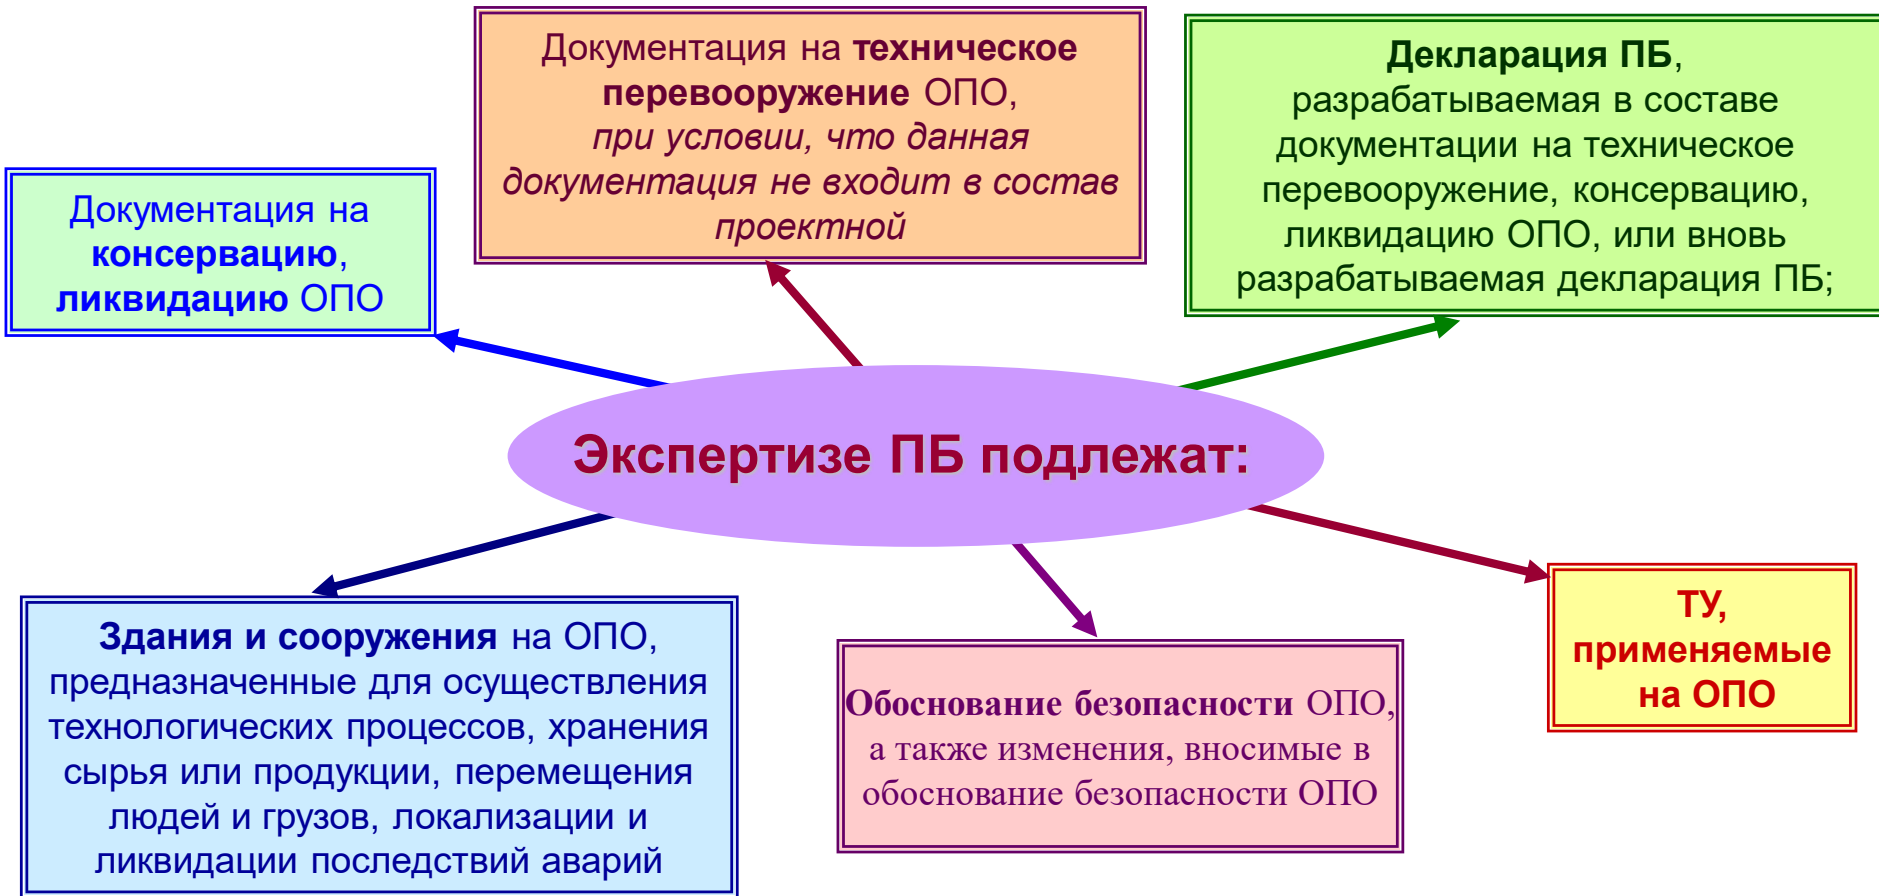 Документация на техническое
перевооружение ОПО,
при условии, что данная
документация не входит в состав
проектной
Декларация ПБ,
разрабатываемая в составе
документации на техническое
перевооружение, консервацию,
ликвидацию ОПО, или вновь
разрабатываемая декларация ПБ;
Документация на
консервацию,
ликвидацию ОПО
Экспертизе ПБ подлежат:
Здания и сооружения на ОПО,
предназначенные для осуществления
технологических процессов, хранения
сырья или продукции, перемещения
людей и грузов, локализации и
ликвидации последствий аварий
Обоснование безопасности ОПО,
а также изменения, вносимые в
обоснование безопасности ОПО
ТУ,
применяемые
на ОПО